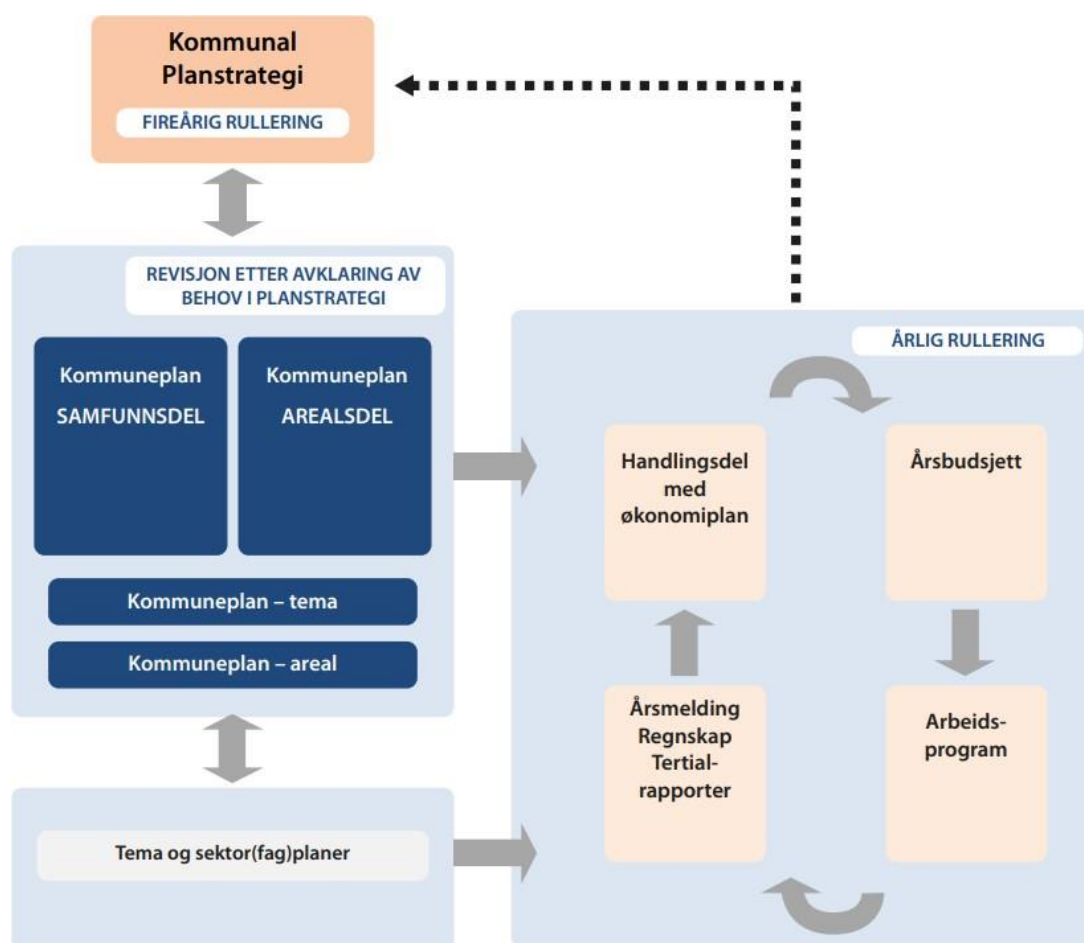 Kommunal
Planstrategi
FIREÅRIG RULLERING
REVISJON ETTER AVKLARING AV
BEHOV I PLANSTRATEGI
Kommuneplan
SAMFUNNSDEL
Kommuneplan
AREALSDEL
Kommuneplan – tema
Kommuneplan – areal
Tema og sektor(fag)planer
ÅRLIG RULLERING
Handlingsdel
med
økonomiplan
Årsbudsjett
Årsmelding
Regnskap
Tertial-
rapporter
Arbeids-
program